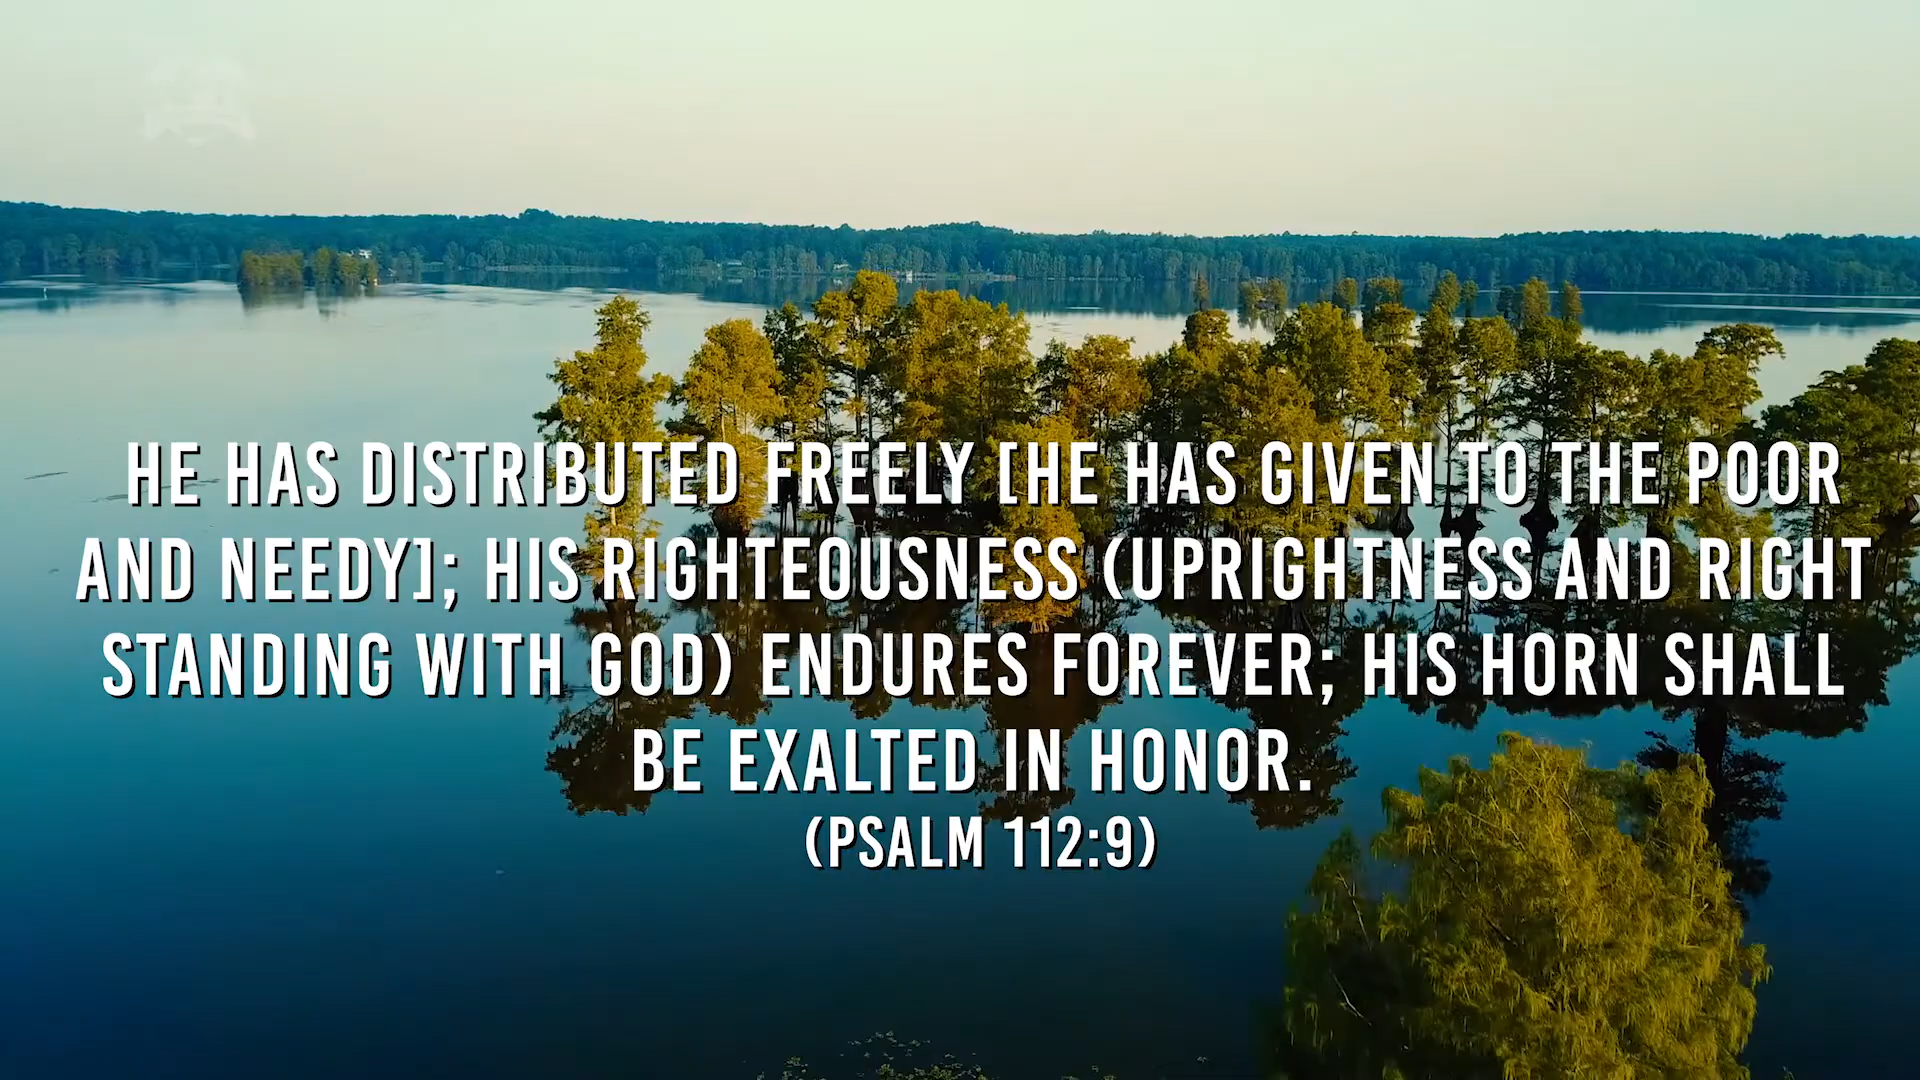 HE HAS DISTRIBUTED FREELY [HE HAS GIVEN TO THE POOR
AND NEEDY]; HIS RIGHTEOUSNESS (UPRIGHTNESS AND RIGHT
STANDING WITH GOD) ENDURES FOREVER; HIS HORN SHALL
BE EXALTED IN HONOR.
(PSALM 112:9)